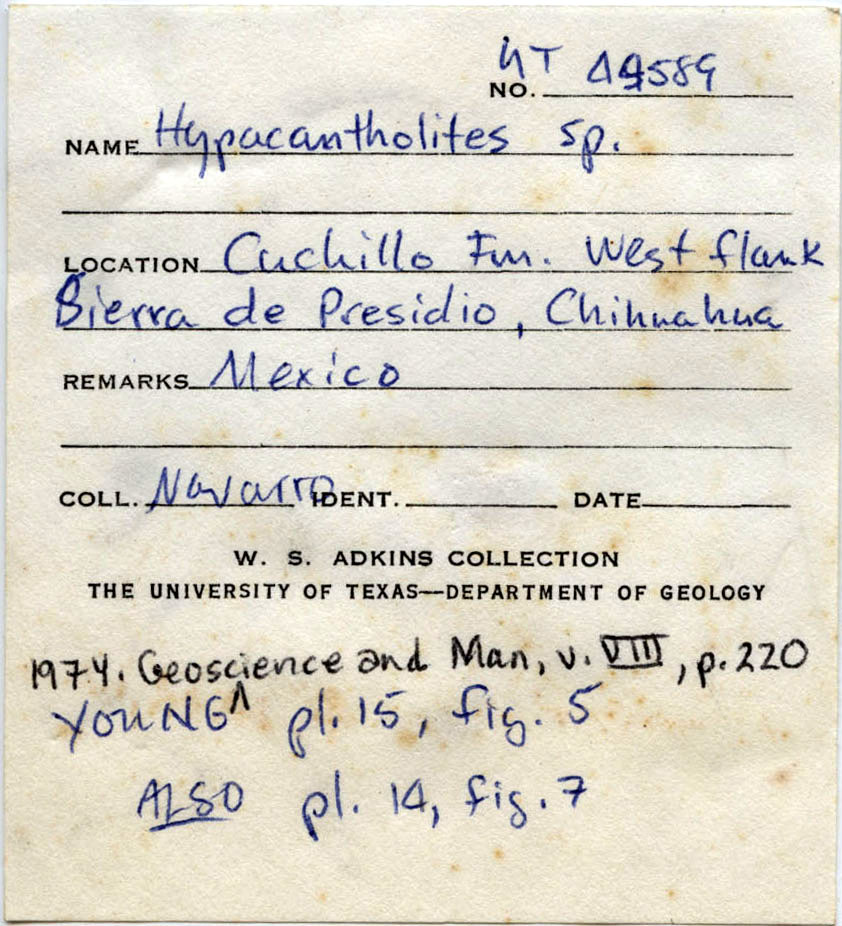 NO. UT 49589
NAME Hypacantholites sp.
LOCATION Cuchillo Fm. West flank
Sierra de Presidio, Chihuahua
REMARKS Mexico
COLL. Navarro IDENT. DATE
W. S. ADKINS COLLECTION
THE UNIVERSITY OF TEXAS—DEPARTMENT OF GEOLOGY
1974. Geoscience and Man, v. VIII, p. 220
YOUNG ^ pl. 15, fig. 5
ALSO pl. 14, fig. 7